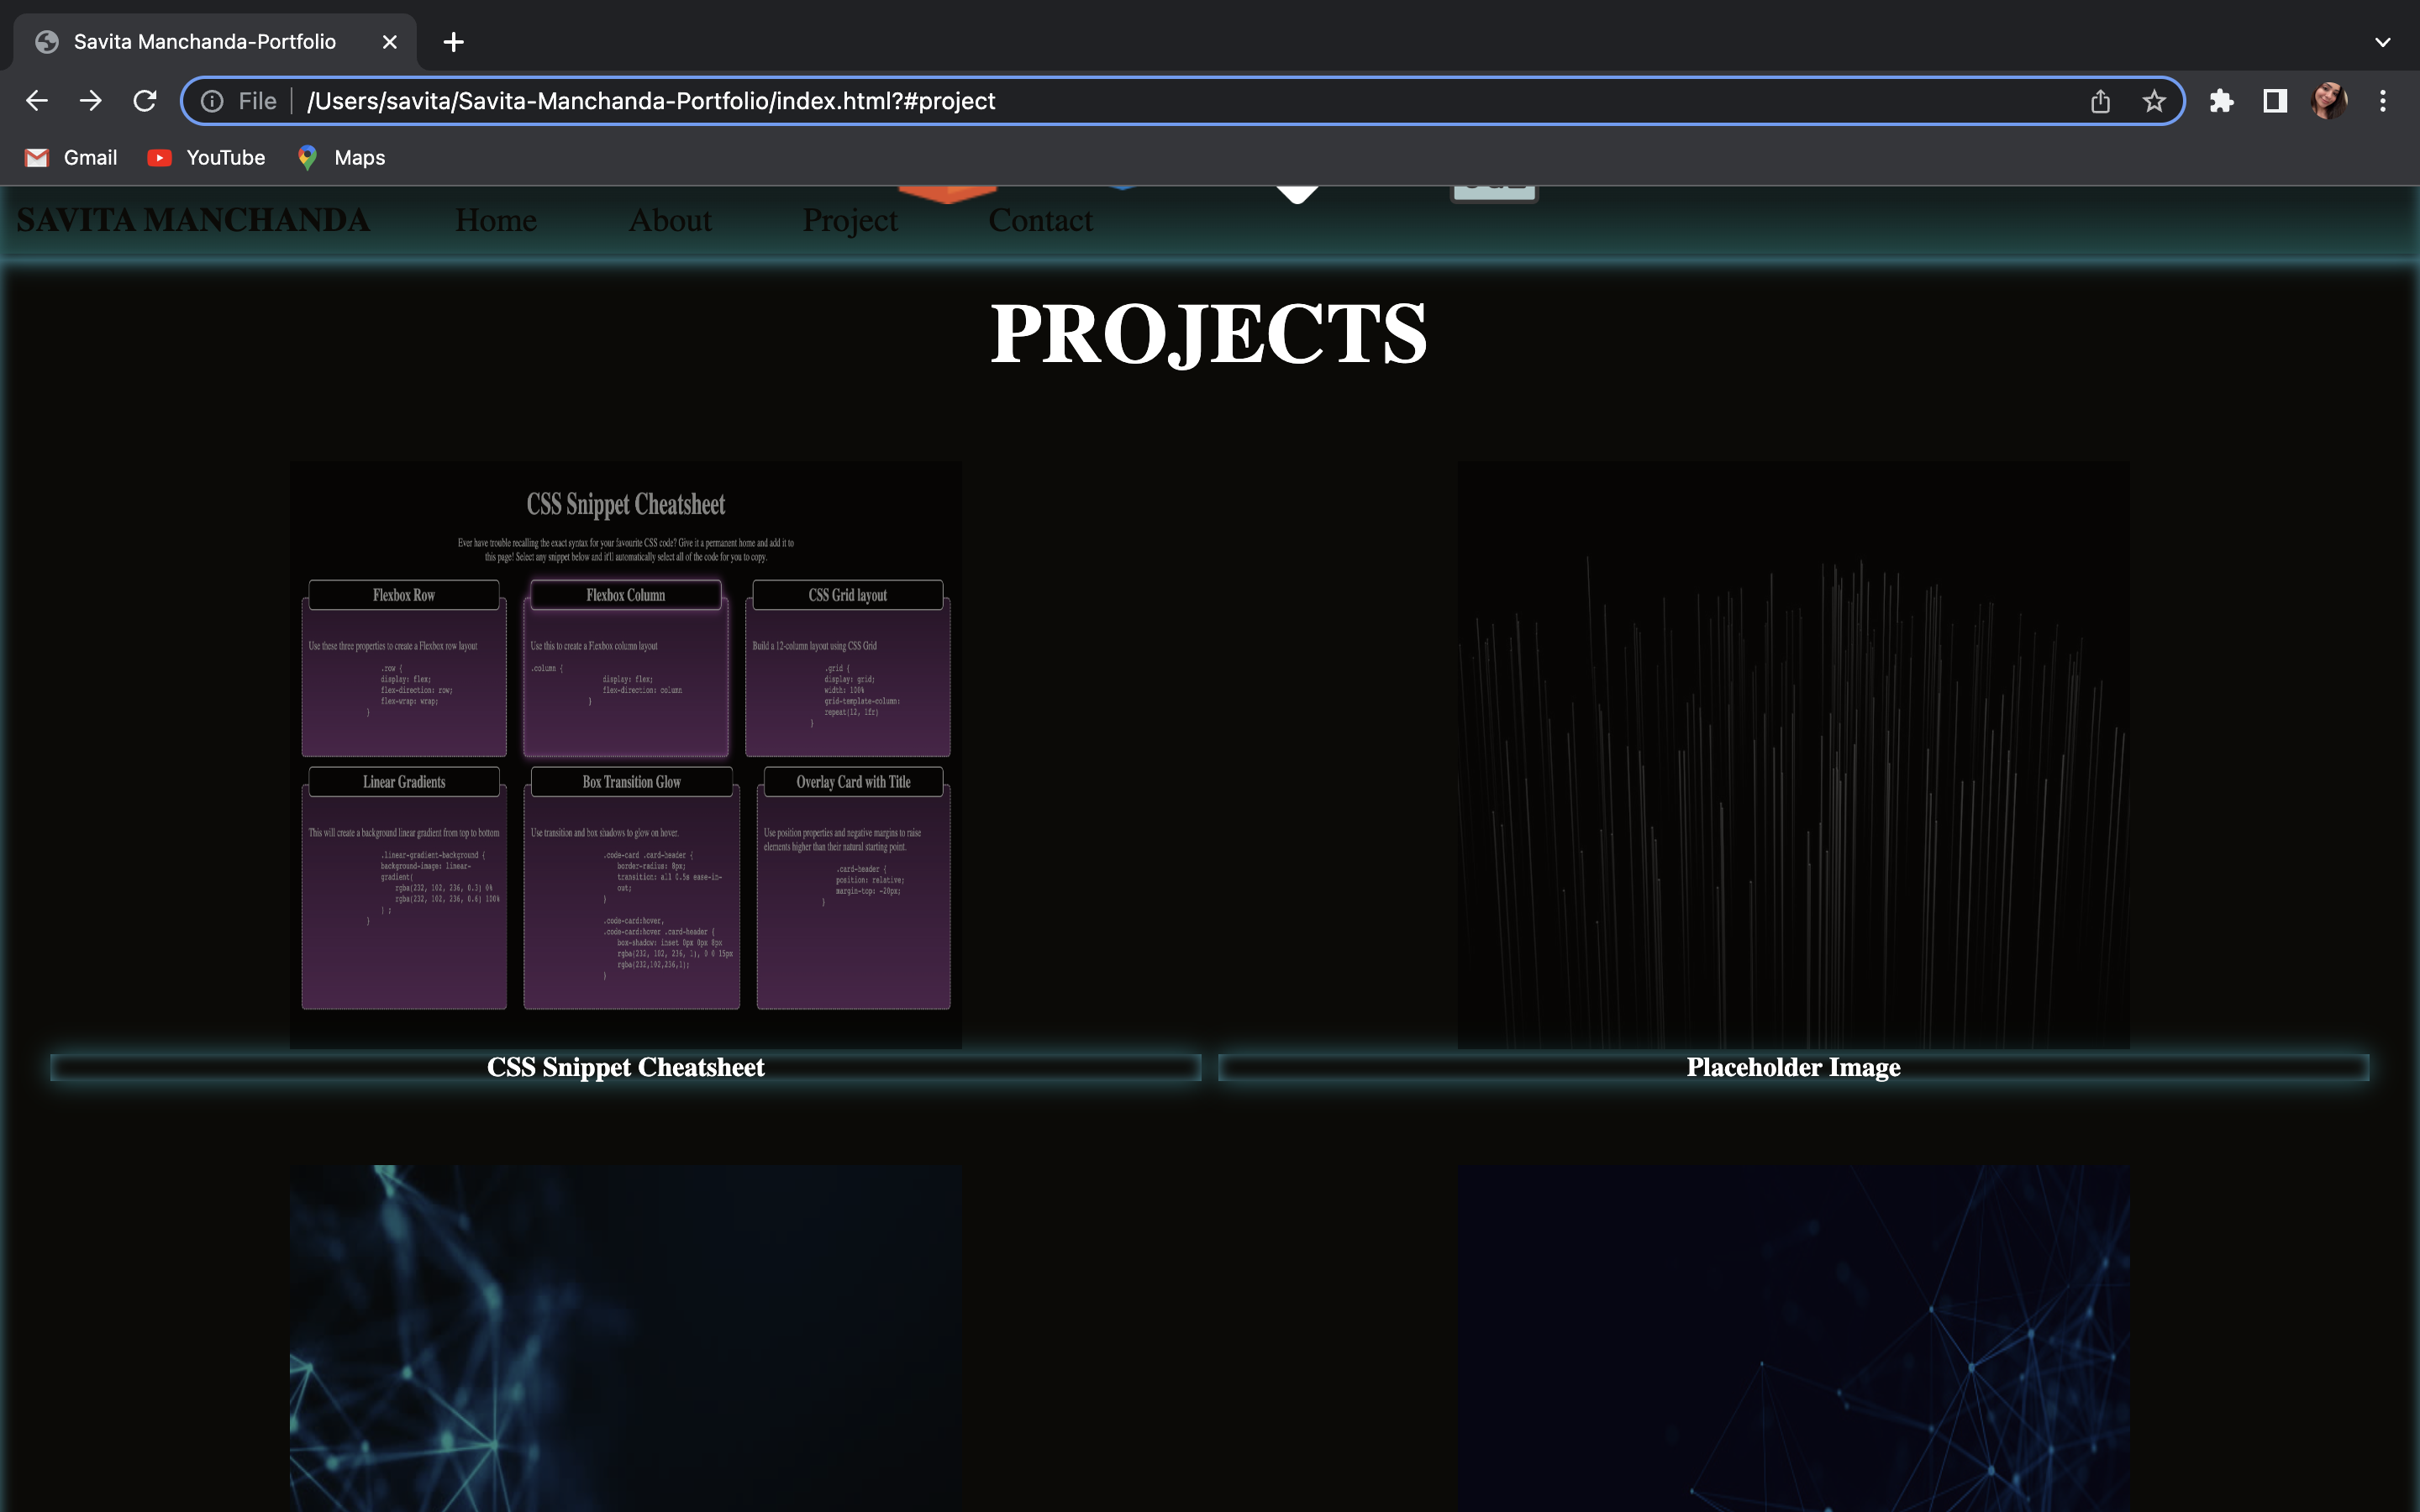 Savita Manchanda-Portfolio
File /Users/savita/Savita-Manchanda-Portfolio/index.html?#project
Gmail YouTube Maps
SAVITA MANCHANDA Home About Project Contact
PROJECTS
CSS Snippet Cheatsheet
Ever have trouble recalling the exact syntax for your favourite CSS code? Give it a permanent home and add it to
this page! Select any snippet below and it'll automatically select all of the code for you to copy.
Flexbox Row
Use these three properties to create a Flexbox row layout
.row {
display: flex;
flex-direction: row;
flex-wrap: wrap;
}
Flexbox Column
Use this to create a Flexbox column layout
.column {
display: flex;
flex-direction: column
}
CSS Grid layout
Build a 12-column layout using CSS Grid
.grid {
display: grid;
width: 100%
grid-template-column:
repeat(12, 1fr)
}
Linear Gradients
This will create a background linear gradient from top to bottom
.linear-gradient-background {
background-image: linear-
gradient(
rgba(232, 102, 236, 0.3) 0%
rgba(232, 102, 236, 0.6) 100%
) ;
}
Box Transition Glow
Use transition and box shadows to glow on hover.
.code-card .card-header {
border-radius: 8px;
transition: all 0.5s ease-in-
out;
}
.code-card:hover,
.code-card:hover .card-header {
box-shadow: inset 0px 0px 8px
rgba(232, 102, 236, 1), 0 0 15px
rgba(232,102,236,1);
}
Overlay Card with Title
Use position properties and negative margins to raise
elements higher than their natural starting point.
.card-header {
position: relative;
margin-top: -20px;
}
CSS Snippet Cheatsheet
Placeholder Image